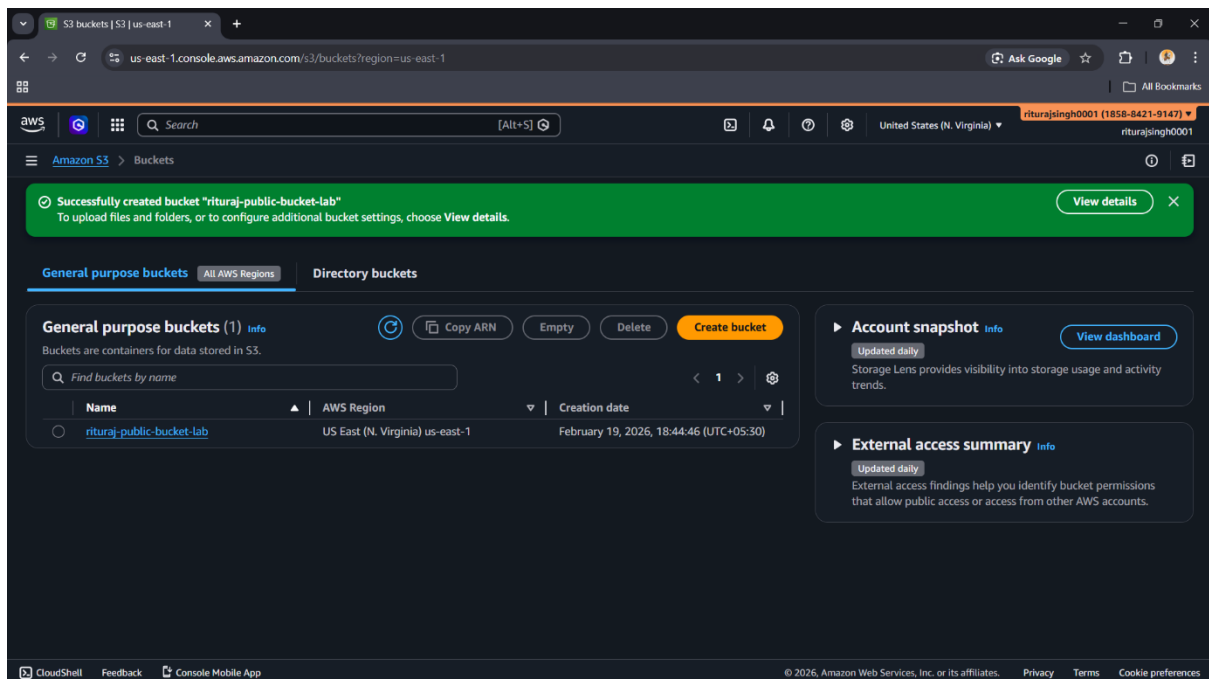 S3 buckets | S3 | us-east-1
us-east-1.console.aws.amazon.com/s3/buckets?region=us-east-1
Ask Google
All Bookmarks
aws
Search [Alt+S]
United States (N. Virginia)
riturajsingh0001 (1858-8421-9147)
riturajsingh0001
Amazon S3 > Buckets
Successfully created bucket "rituraj-public-bucket-lab"
To upload files and folders, or to configure additional bucket settings, choose View details.
View details
General purpose buckets All AWS Regions Directory buckets
General purpose buckets (1) Info
Copy ARN Empty Delete Create bucket
Buckets are containers for data stored in S3.
Find buckets by name
1
Name AWS Region Creation date
rituraj-public-bucket-lab US East (N. Virginia) us-east-1 February 19, 2026, 18:44:46 (UTC+05:30)
Account snapshot Info
View dashboard
Updated daily
Storage Lens provides visibility into storage usage and activity
trends.
External access summary Info
Updated daily
External access findings help you identify bucket permissions
that allow public access or access from other AWS accounts.
CloudShell Feedback Console Mobile App © 2026, Amazon Web Services, Inc. or its affiliates. Privacy Terms Cookie preferences